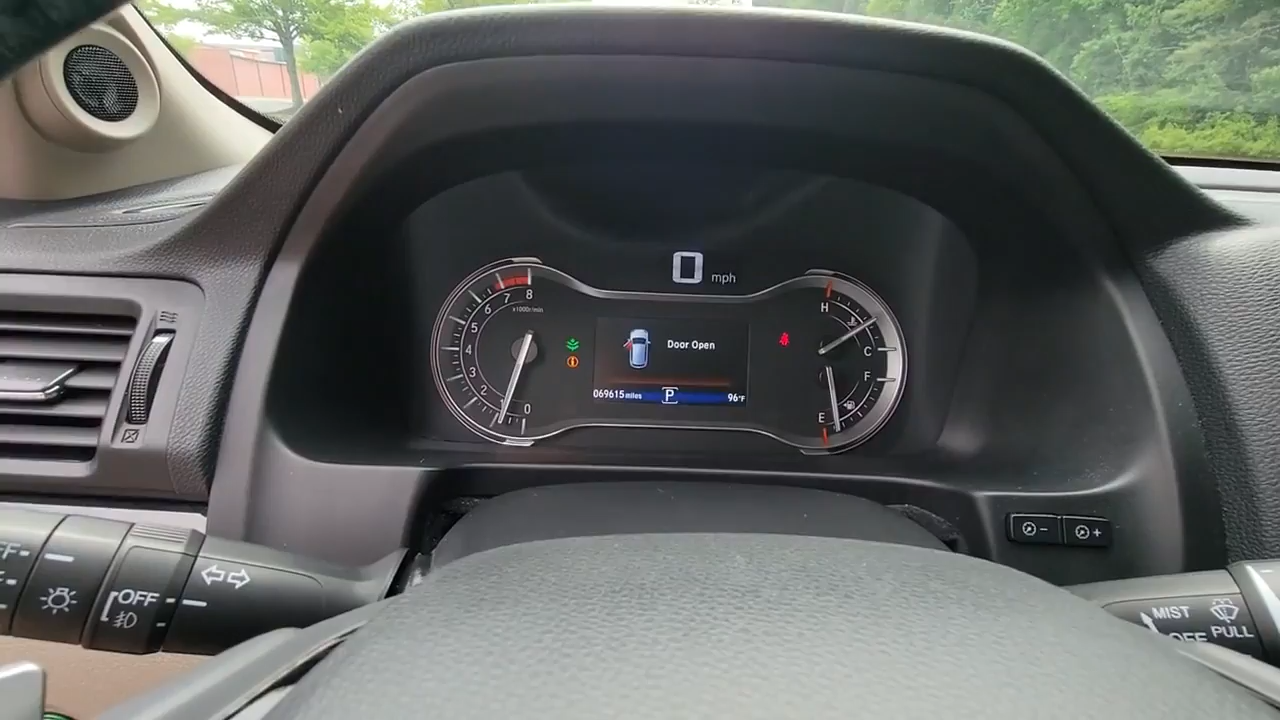 0 mph
8
7
6
5
4
3
2
0
x1000r/min
Door Open
069615 miles
P
96°F
H
C
F
E
OFF
OFF
MIST
OFF
PULL
- 
+